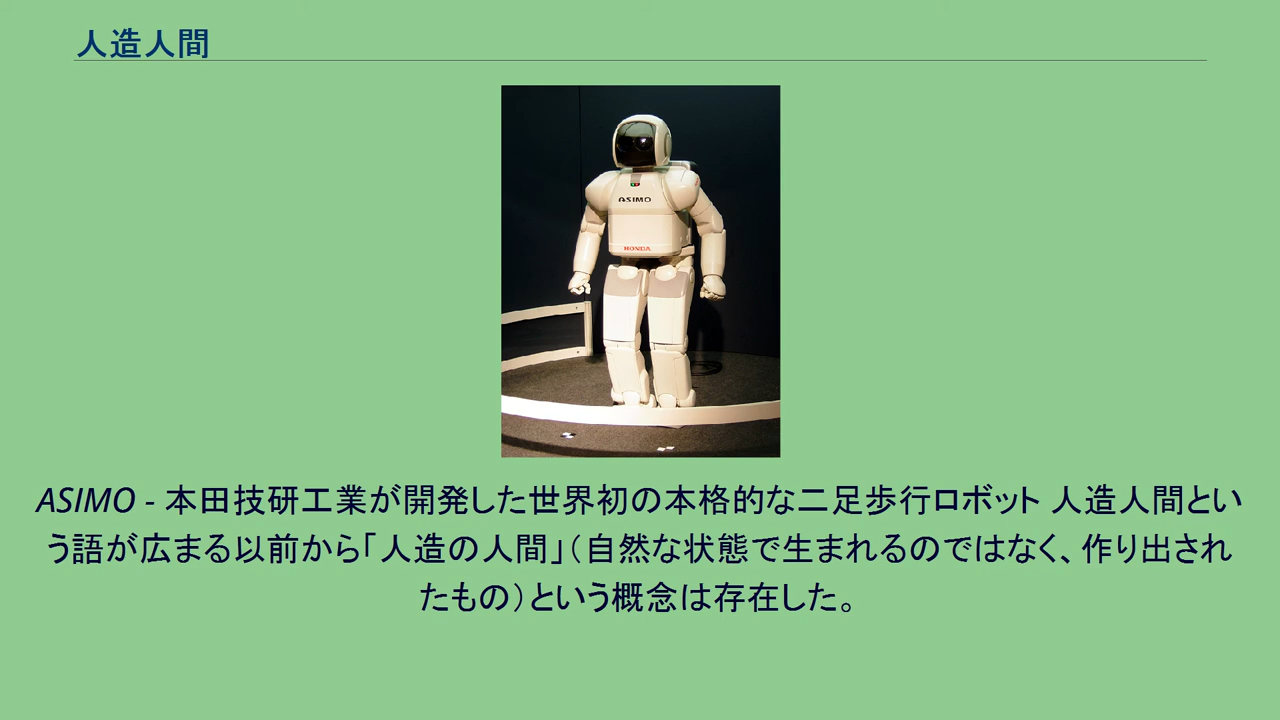 人造人間
ASIMO
HONDA
ASIMO - 本田技研工業が開発した世界初の本格的な二足歩行ロボット 人造人間とい
う語が広まる以前から「人造の人間」（自然な状態で生まれるのではなく、作り出され
たもの）という概念は存在した。